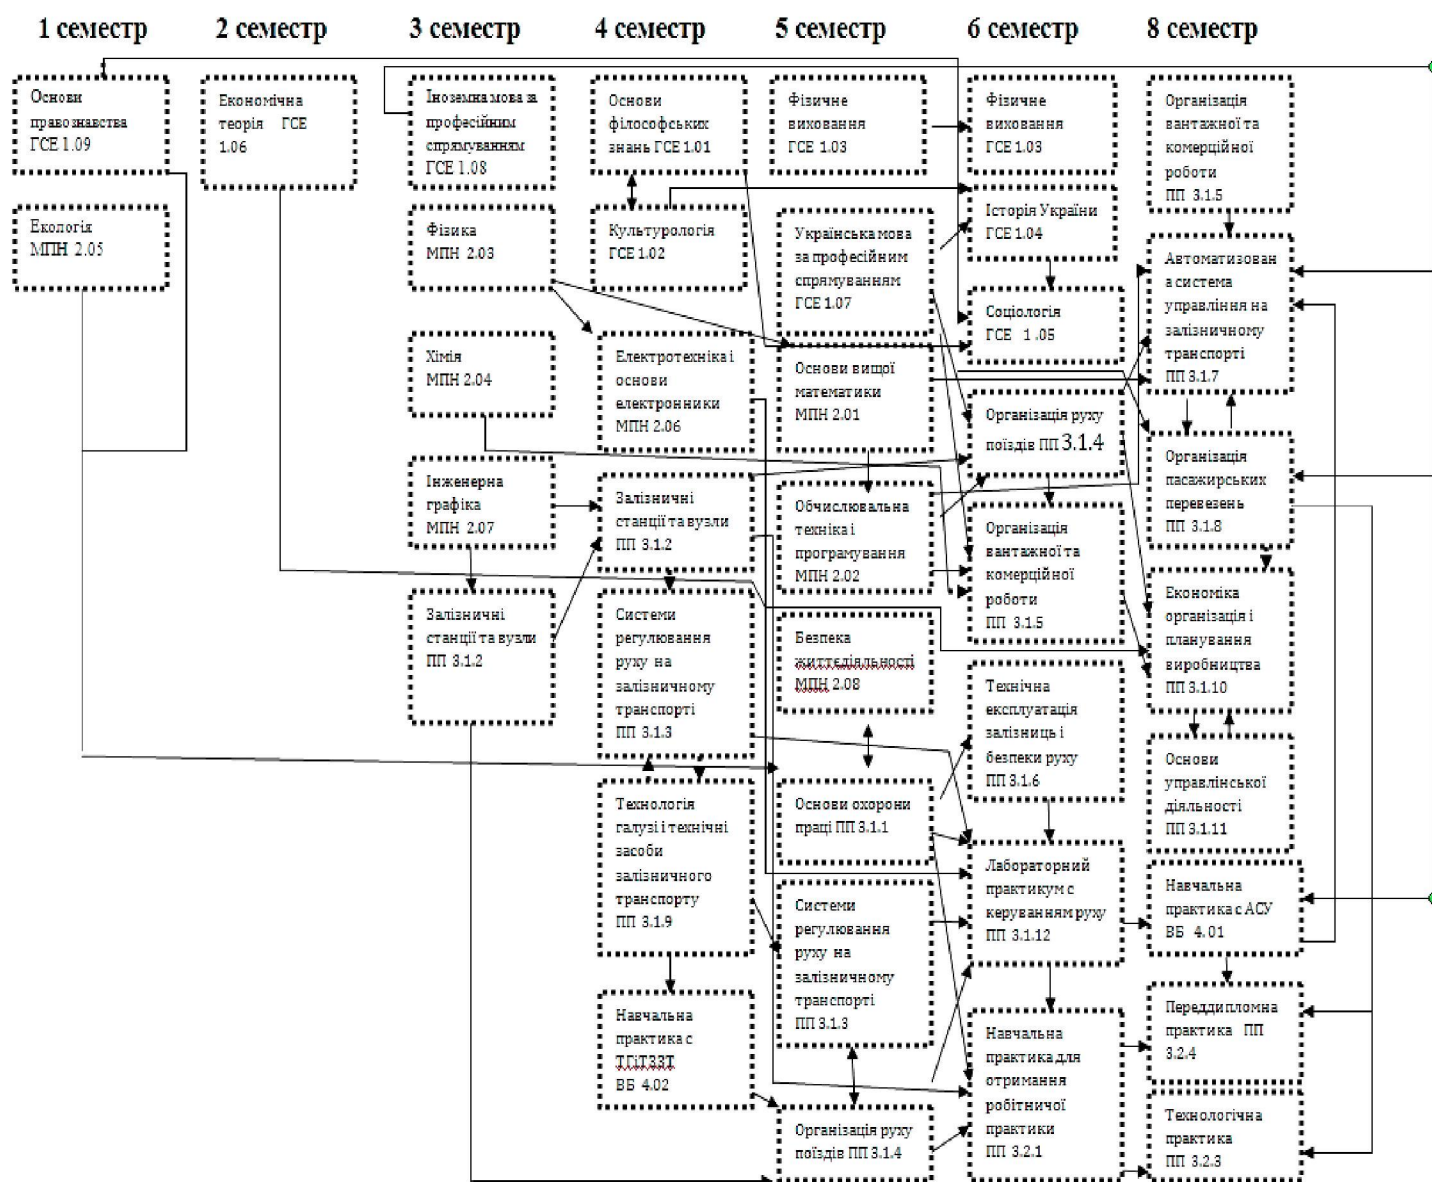 1 семестр
2 семестр
3 семестр
4 семестр
5 семестр
6 семестр
8 семестр
Основи
правознавства
ГСЕ 1.09
Екологія
МПН 2.05
Економічна
теорія ГСЕ
1.06
Іноземна мова за
професійним
спрямуванням
ГСЕ 1.08
Фізика
МПН 2.03
Хімія
МПН 2.04
Інженерна
графіка
МПН 2.07
Залізничні
станції та вузли
ПП 3.1.2
Основи
філософських
знань ГСЕ 1.01
Культурологія
ГСЕ 1.02
Електротехніка і
основи
електронники
МПН 2.06
Залізничні
станції та вузли
ПП 3.1.2
Системи
регулювання
руху на
залізничному
транспорті
ПП 3.1.3
Технологія
галузі і технічні
засоби
залізничного
транспорту
ПП 3.1.9
Навчальна
практика с
ТГіТЗЗТ
ВБ 4.02
Фізичне
виховання
ГСЕ 1.03
Українська мова
за професійним
спрямуванням
ГСЕ 1.07
Основи вищої
математики
МПН 2.01
Обчислювальна
техніка і
програмування
МПН 2.02
Безпека
життєдіяльності
МПН 2.08
Основи охорони
праці ПП 3.1.1
Системи
регулювання
руху на
залізничному
транспорті
ПП 3.1.3
Організація руху
поїздів ПП 3.1.4
Фізичне
виховання
ГСЕ 1.03
Історія України
ГСЕ 1.04
Соціологія
ГСЕ 1 .05
Організація руху
поїздів ПП 3.1.4
Організація
вантажної та
комерційної
роботи
ПП 3.1.5
Технічна
експлуатація
залізниць і
безпеки руху
ПП 3.1.6
Лабораторний
практикум с
керуванням руху
ПП 3.1.12
Навчальна
практика для
отримання
робітничої
практики
ПП 3.2.1
Організація
вантажної та
комерційної
роботи
ПП 3.1.5
Автоматизован
а система
управління на
залізничному
транспорті
ПП 3.1.7
Організація
пасажирських
перевезень
ПП 3.1.8
Економіка
організація і
планування
виробництва
ПП 3.1.10
Основи
управлінської
діяльності
ПП 3.1.11
Навчальна
практика с АСУ
ВБ 4.01
Переддипломна
практика ПП
3.2.4
Технологічна
практика
ПП 3.2.3